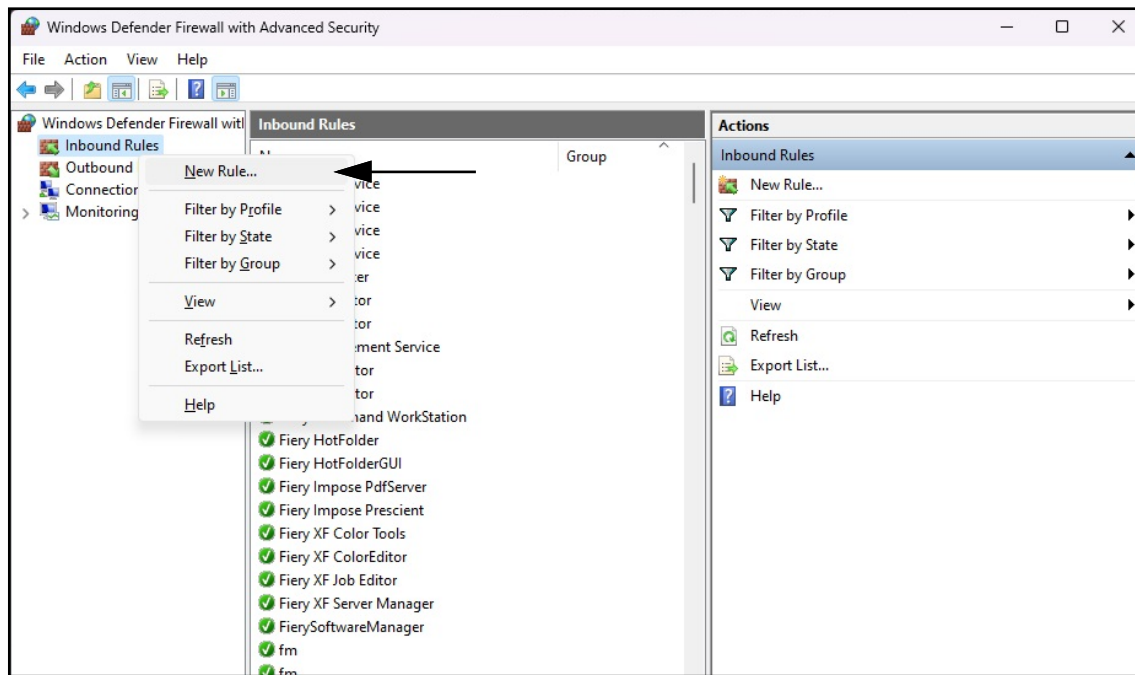 Windows Defender Firewall with Advanced Security
File Action View Help
Windows Defender Firewall witl
Inbound Rules
Outbound
Connection
Monitoring
New Rule...
Filter by Profile
Filter by State
Filter by Group
View
Refresh
Export List...
Help
Inbound Rules
Group
vice
vice
vice
vice
ter
tor
tor
ement Service
tor
tor
mand WorkStation
Fiery HotFolder
Fiery HotFolderGUI
Fiery Impose PdfServer
Fiery Impose Prescient
Fiery XF Color Tools
Fiery XF ColorEditor
Fiery XF Job Editor
Fiery XF Server Manager
FierySoftwareManager
fm
fm
Actions
Inbound Rules
New Rule...
Filter by Profile
Filter by State
Filter by Group
View
Refresh
Export List...
Help